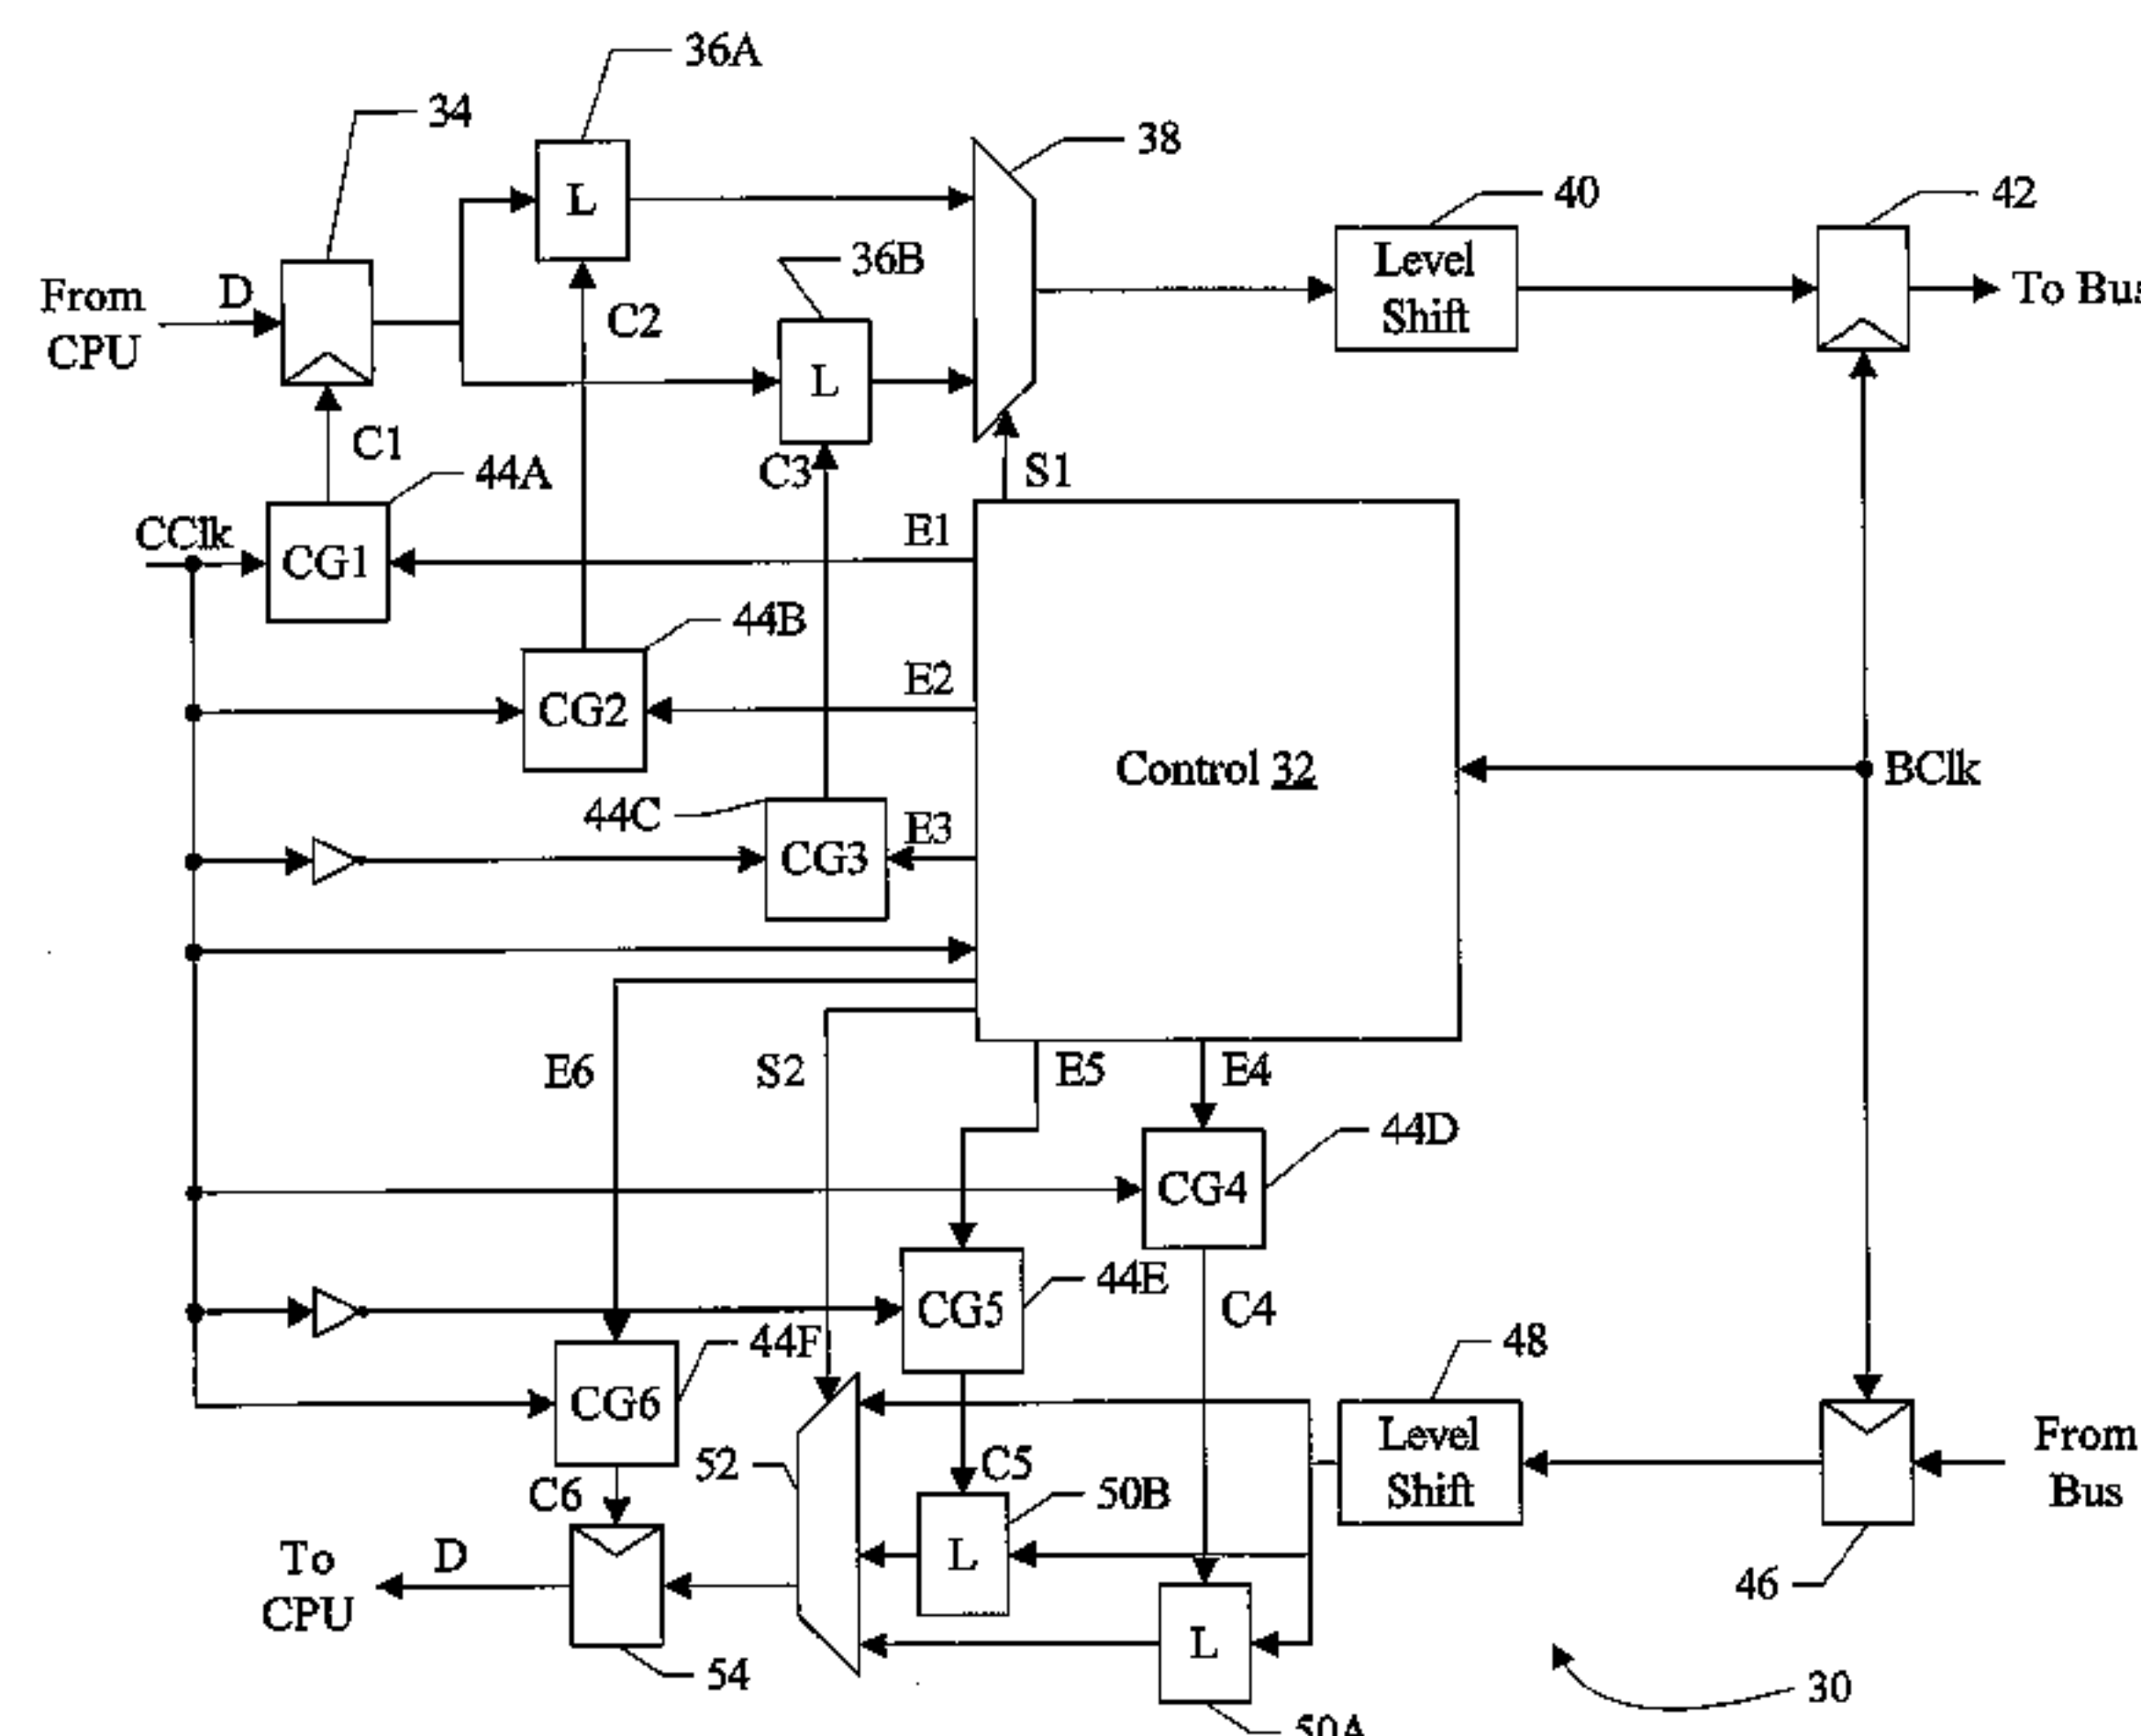 36A
34
38
L
40
42
36B
From
CPU
D
C2
Level
Shift
To Bus
L
C1
44A
C3
S1
CClk
E1
CG1
44B
E2
CG2
Control 32
BClk
44C
E3
CG3
E6
S2
E5
E4
44D
CG4
44E
C4
CG5
44F
48
CG6
52
C5
Level
Shift
From
Bus
C6
50B
L
To
CPU
D
46
L
54
30
50A